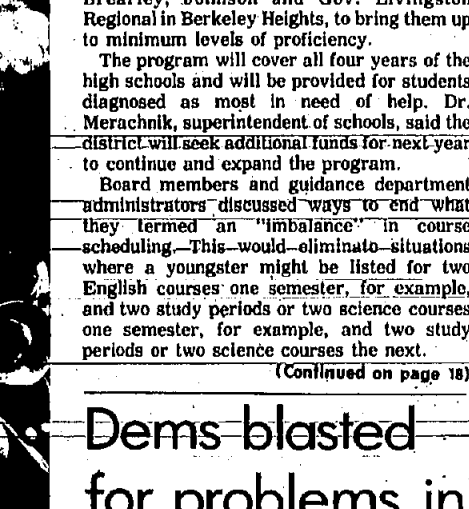 Brearley, Johnson and Gov. Livingston
Regional in Berkeley Heights, to bring them up
to minimum levels of proficiency.
The program will cover all four years of the
high schools and will be provided for students
diagnosed as most in need of help. Dr.
Merachnik, superintendent of schools, said the
district will seek additional funds for next year
to continue and expand the program.
Board members and guidance department
administrators discussed ways to end what
they termed an "imbalance" in course
scheduling. This would eliminate situations
where a youngster might be listed for two
English courses one semester, for example,
and two study periods or two science courses
one semester, for example, and two study
periods or two science courses the next.
(Continued on page 18)
Dems blasted
for problems in